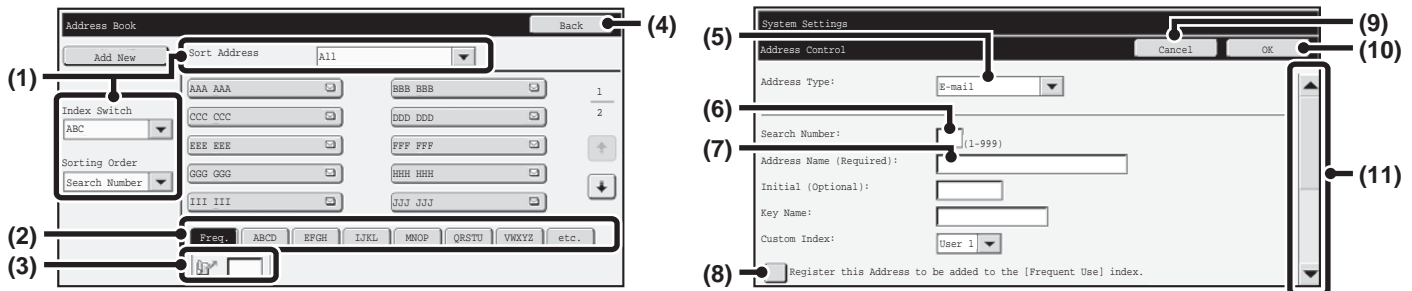 Address Book
Back
(4)
Add New
Sort Address
All
(1)
AAA AAA
BBB BBB
1
Index Switch
CCC CCC
DDD DDD
2
ABC
EEE EEE
FFF FFF
Sorting Order
GGG GGG
HHH HHH
Search Number
III III
JJJ JJJ
(2)
Freq.
ABCD
EFGH
IJKL
MNOP
QRSTU
VWXYZ
etc.
(3)
System Settings
(9)
(5)
Address Control
Cancel
OK
(10)
Address Type:
E-mail
(6)
Search Number:
(1-999)
(7)
Address Name (Required):
(11)
Initial (Optional):
Key Name:
Custom Index:
User 1
(8)
Register this Address to be added to the [Frequent Use] index.